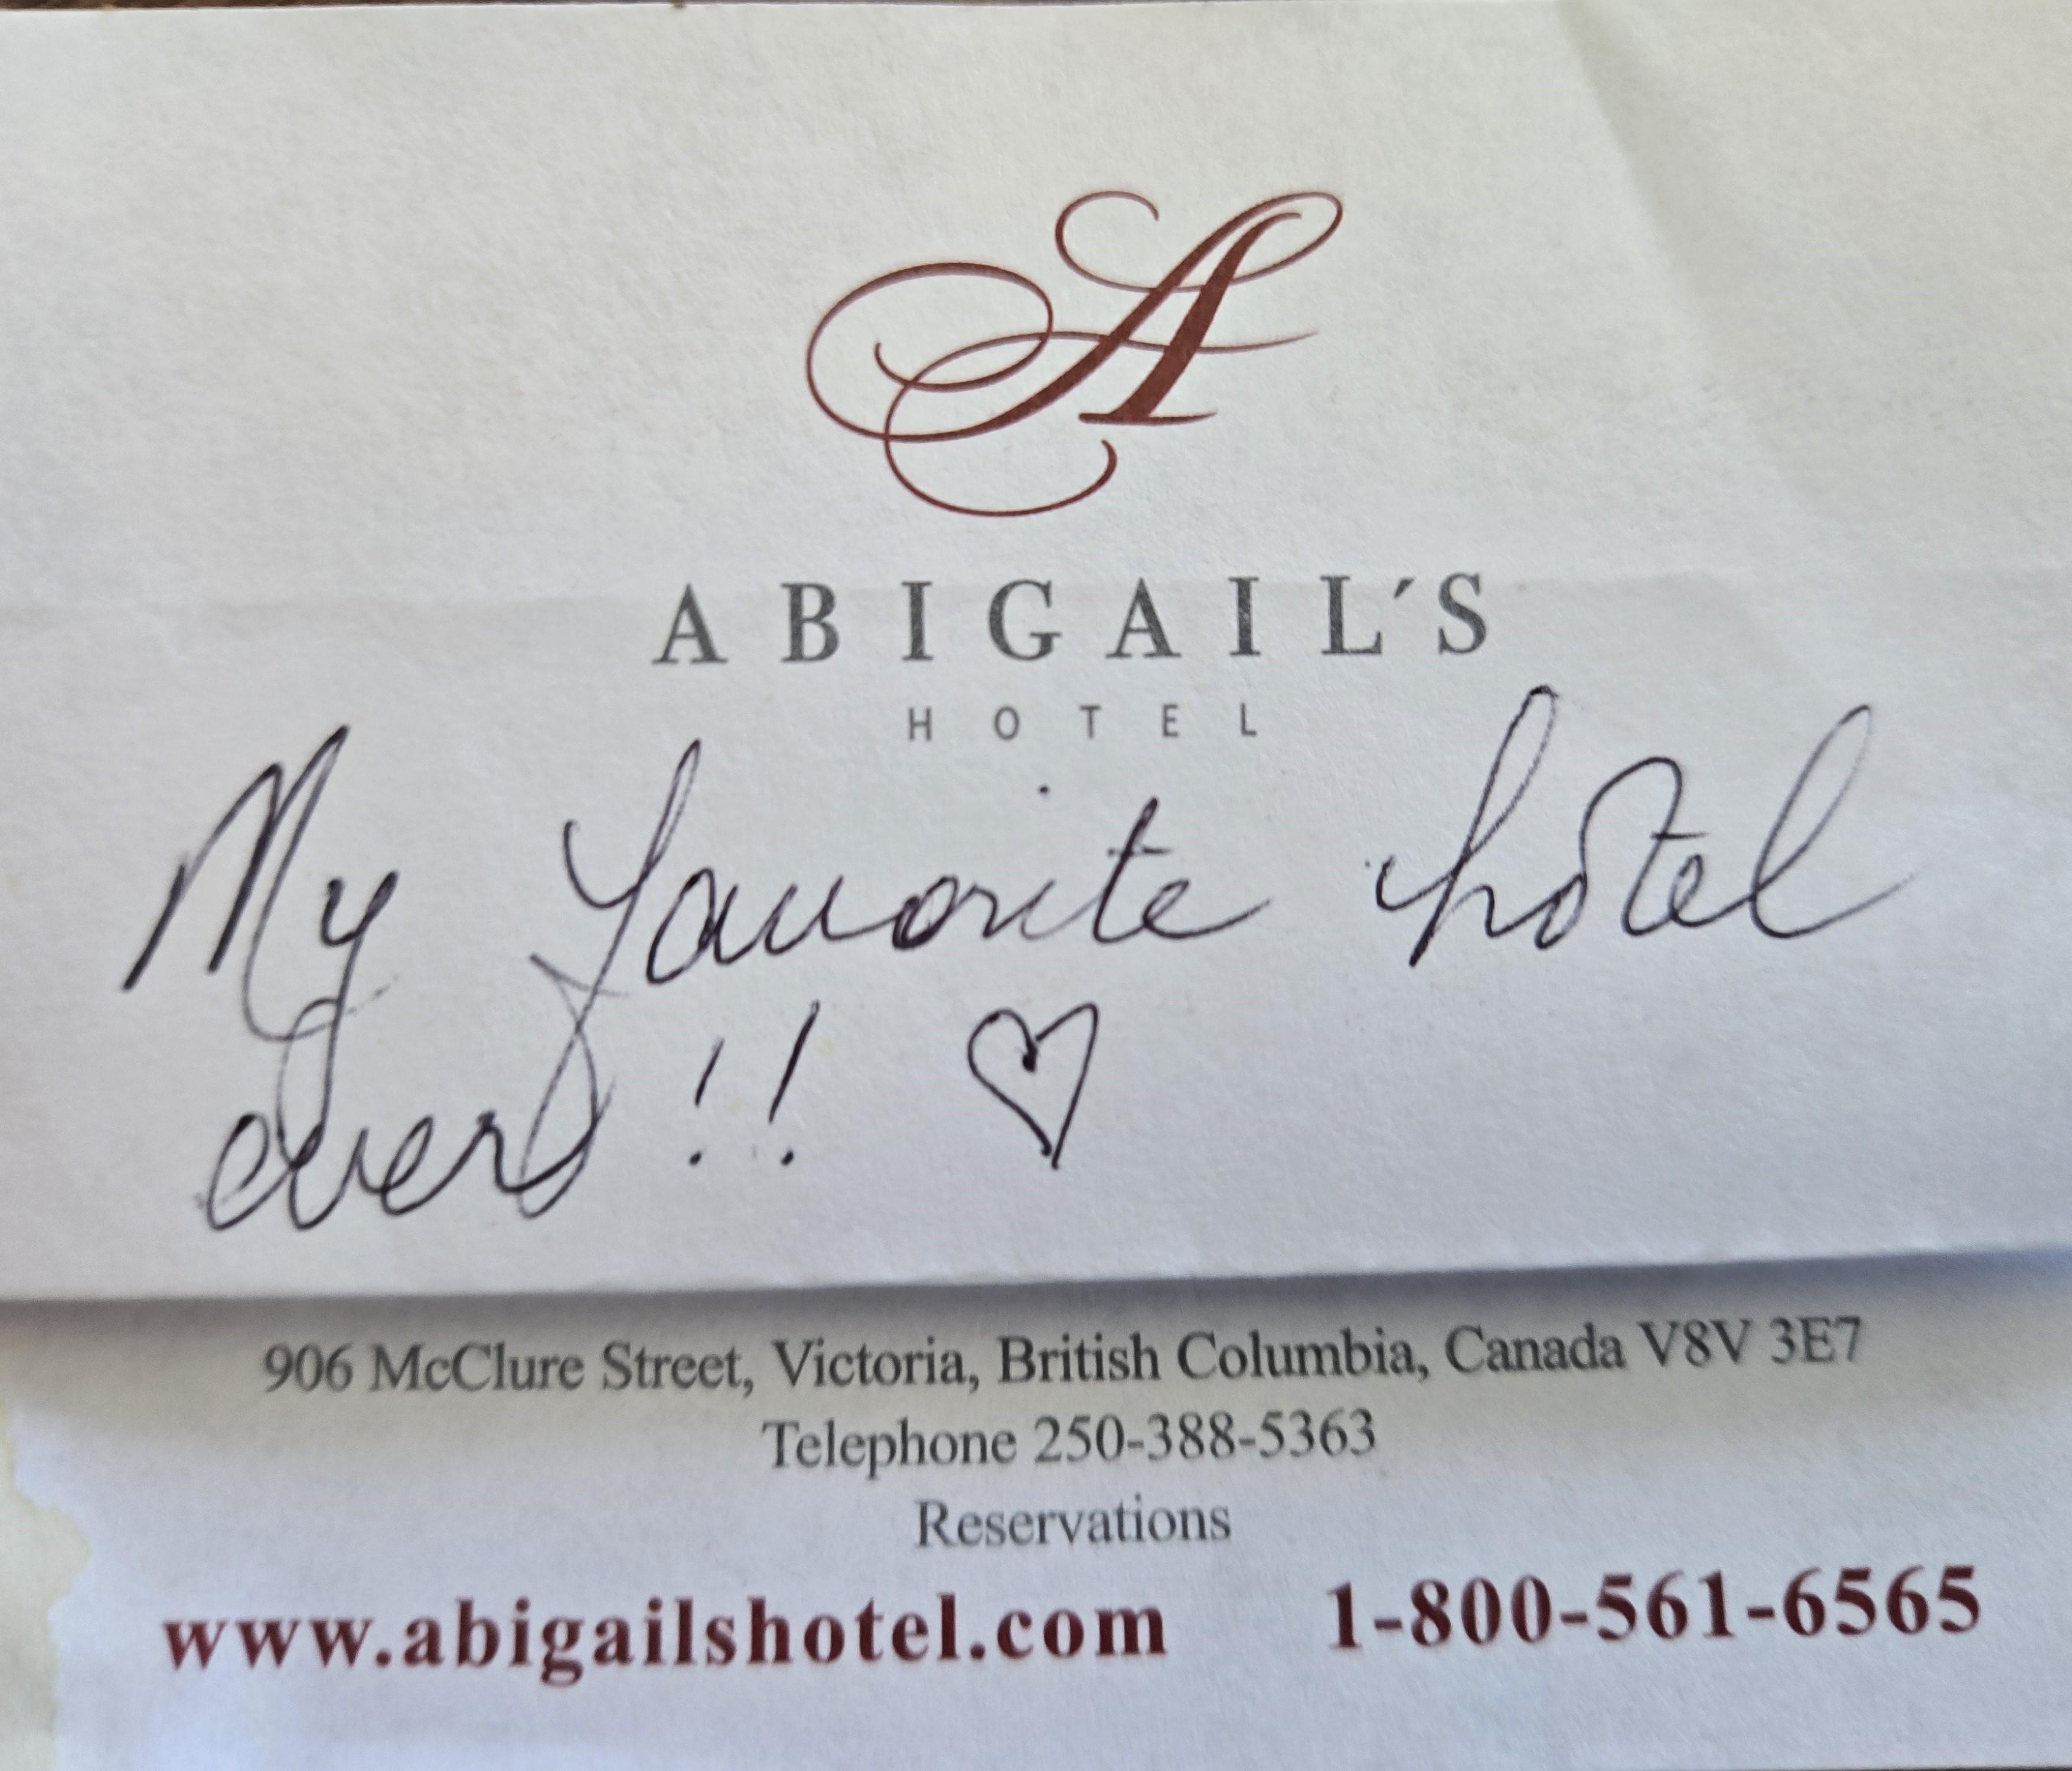 A
ABIGAIL'S
HOTEL
My favorite hotel
ever!! ♡
906 McClure Street, Victoria, British Columbia, Canada V8V 3E7
Telephone 250-388-5363
Reservations
www.abigailshotel.com 1-800-561-6565